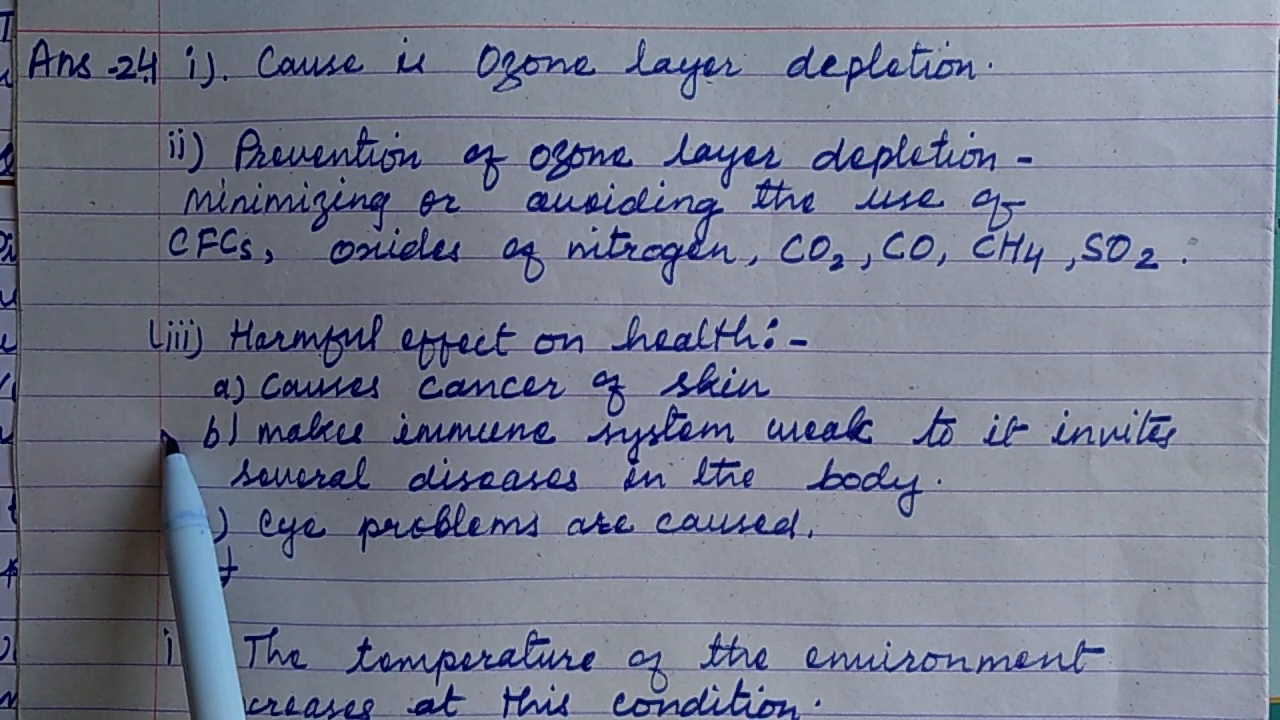 Ans-24, i). Cause is Ozone layer depletion.
ii) Prevention of ozone layer depletion -
Minimizing or avoiding the use of
CFCs, oxides of nitrogen, CO2, CO, CH4, SO2.
(iii) Harmful effect on health:-
a) Causes cancer of skin
b) makes immune system weak to it invites
several diseases in the body.
) Eye problems are caused.
i The temperature of the environment
creases at this condition.